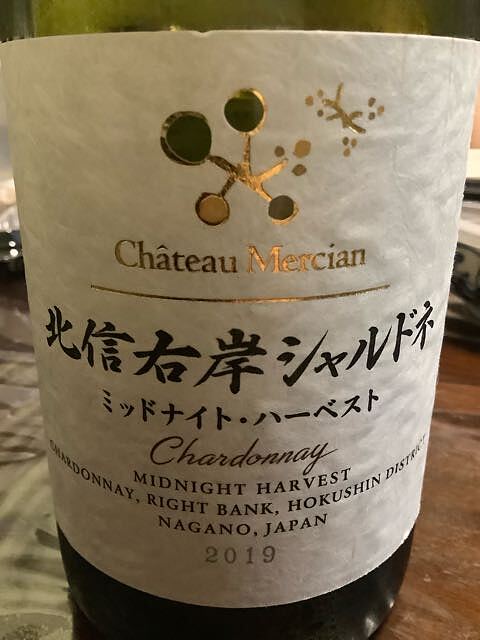 Château Mercian
北信右岸シャルドネ
ミッドナイト・ハーベスト
Chardonnay
MIDNIGHT HARVEST
CHARDONNAY, RIGHT BANK, HOKUSHIN DISTRICT
NAGANO, JAPAN
2019